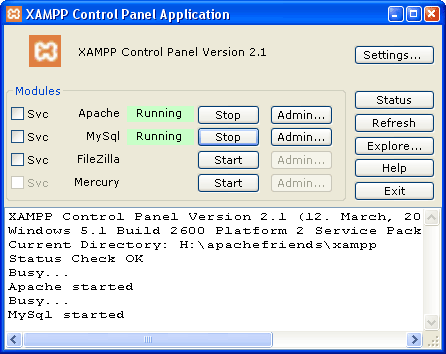 XAMPP Control Panel Application
XAMPP Control Panel Version 2.1
Settings...
Modules
Svc Apache Running Stop Admin...
Svc MySql Running Stop Admin...
Svc FileZilla Start Admin...
Svc Mercury Start Admin...
Status
Refresh
Explore...
Help
Exit
XAMPP Control Panel Version 2.1 (12. March, 20
Windows 5.1 Build 2600 Platform 2 Service Pack
Current Directory: H:\apachefriends\xampp
Status Check OK
Busy...
Apache started
Busy...
MySql started